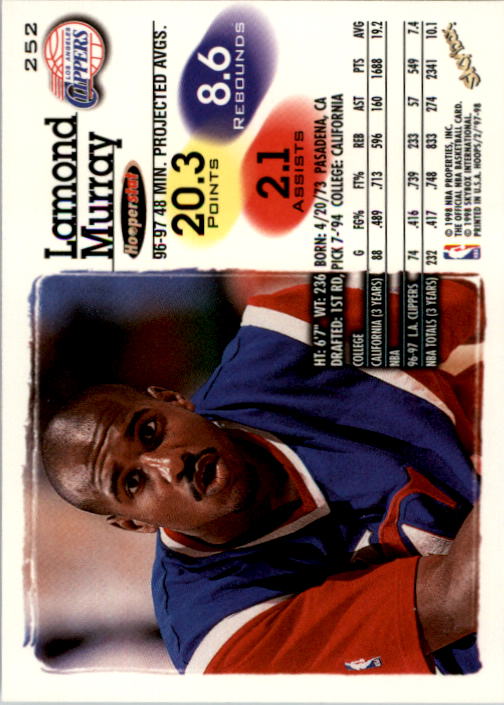 252
LOS ANGELES
CLIPPERS
Lamond
Murray
HooperStar
96-97 48 MIN. PROJECTED AVGS.
20.3
POINTS
8.6
REBOUNDS
2.1
ASSISTS
HT: 6'7" WT: 236 BORN: 4/20/73 PASADENA, CA
DRAFTED: 1ST RD, PICK 7-'94 COLLEGE: CALIFORNIA
COLLEGE G FG% FT% REB AST PTS AVG
CALIFORNIA (3 YEARS) 88 .489 .713 596 160 1688 19.2
NBA
96-97 L.A. CLIPPERS 74 .416 .739 233 57 549 7.4
NBA TOTALS (3 YEARS) 232 .417 .748 833 274 2341 10.1
© 1998 NBA PROPERTIES, INC.
THE OFFICIAL NBA BASKETBALL CARD.
© 1998 SKYBOX INTERNATIONAL.
PRINTED IN U.S.A. HOOPS/2/'97-98
SKYBOX